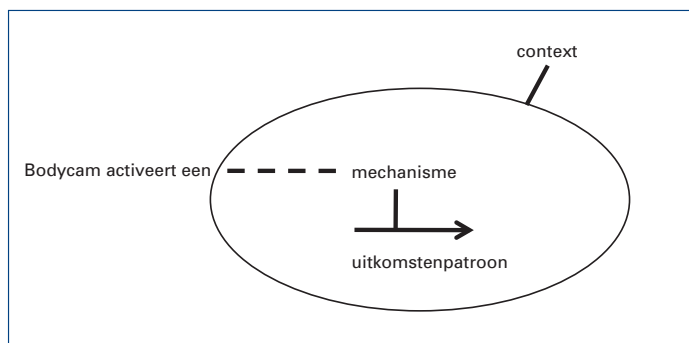 context
Bodycam activeert een
mechanisme
uitkomstenpatroon